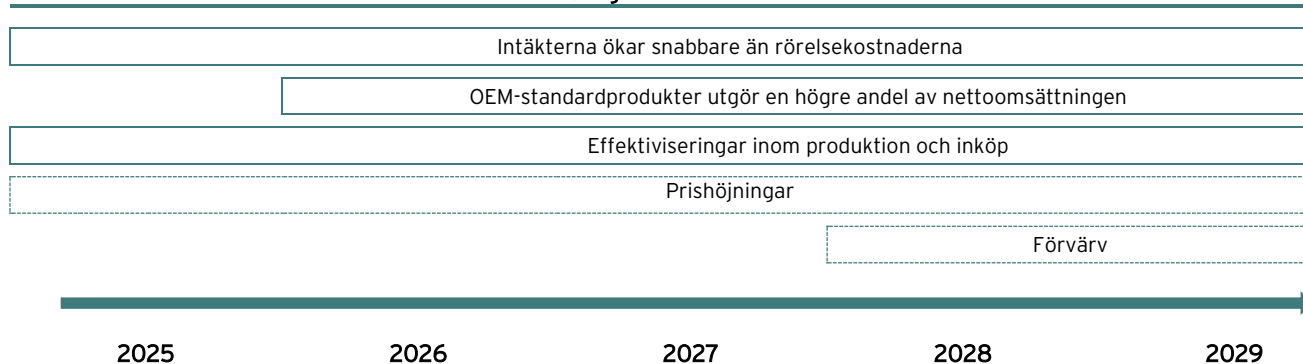 Intäkterna ökar snabbare än rörelsekostnaderna
OEM-standardprodukter utgör en högre andel av nettoomsättningen
Effektiviseringar inom produktion och inköp
Prishöjningar
Förvärv
2025 2026 2027 2028 2029